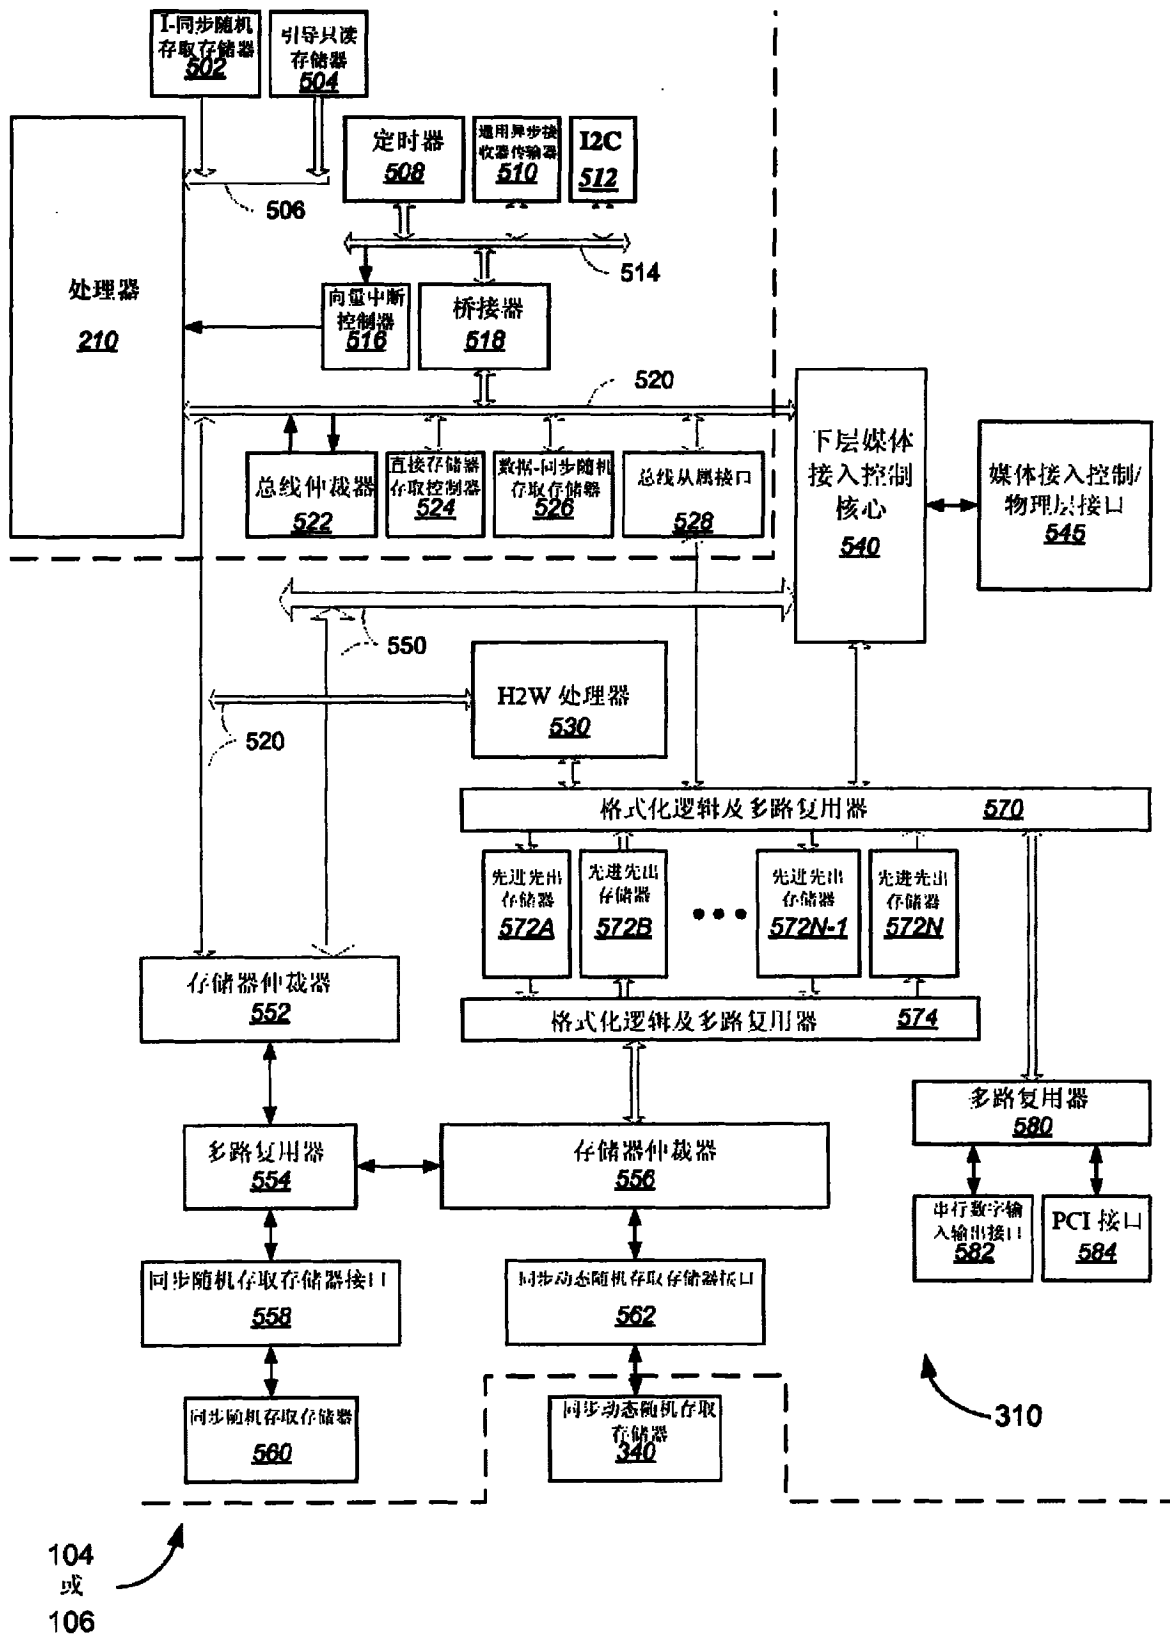 I-同步随机
存取存储器
502
引导只读
存储器
504
定时器
508
通用异步接
收器传输器
510
I2C
512
506
514
处理器
210
向量中断
控制器
516
桥接器
518
520
总线仲裁器
522
直接存储器
存取控制器
524
数据-同步随机
存取存储器
526
总线从属接口
528
下层媒体
接入控制
核心
540
媒体接入控制/
物理层接口
545
550
H2W 处理器
530
520
格式化逻辑及多路复用器 570
先进先出
存储器
572A
先进先出
存储器
572B
先进先出
存储器
572N-1
先进先出
存储器
572N
存储器仲裁器
552
格式化逻辑及多路复用器 574
多路复用器
554
存储器仲裁器
556
多路复用器
580
串行数字输
入输出接口
582
PCI 接口
584
同步随机存取存储器接口
558
同步动态随机存取存储器接口
562
同步随机存取存储器
560
同步动态随机存取
存储器
340
310
104
或
106